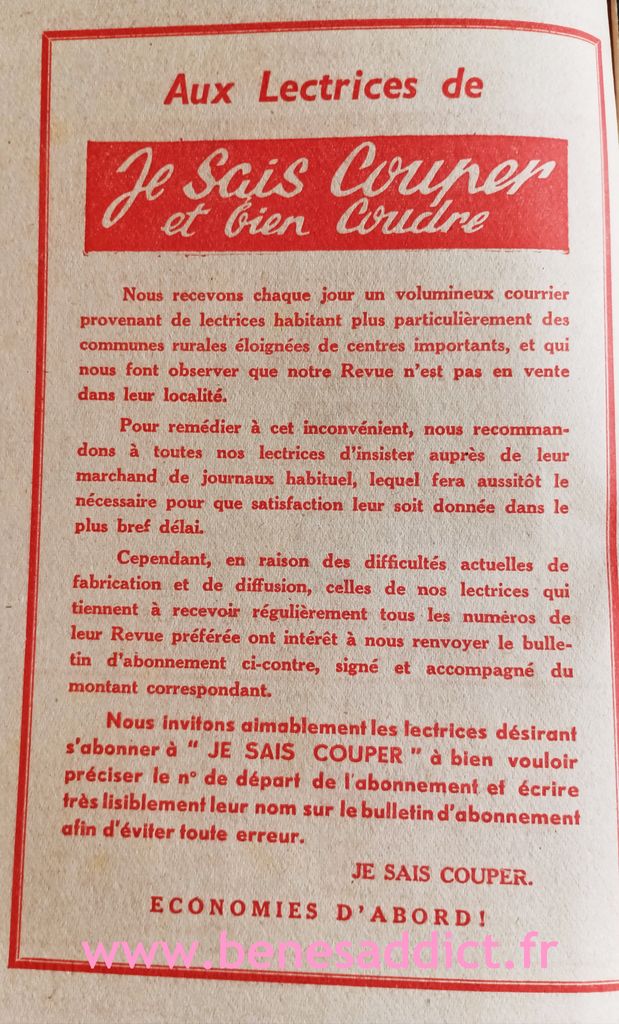 Aux Lectrices de
Je Sais Couper
et bien Coudre
Nous recevons chaque jour un volumineux courrier
provenant de lectrices habitant plus particulièrement des
communes rurales éloignées de centres importants, et qui
nous font observer que notre Revue n'est pas en vente
dans leur localité.
Pour remédier à cet inconvénient, nous recomman-
dons à toutes nos lectrices d'insister auprès de leur
marchand de journaux habituel, lequel fera aussitôt le
nécessaire pour que satisfaction leur soit donnée dans le
plus bref délai.
Cependant, en raison des difficultés actuelles de
fabrication et de diffusion, celles de nos lectrices qui
tiennent à recevoir régulièrement tous les numéros de
leur Revue préférée ont intérêt à nous renvoyer le bulle-
tin d'abonnement ci-contre, signé et accompagné du
montant correspondant.
Nous invitons aimablement les lectrices désirant
s'abonner à " JE SAIS COUPER " à bien vouloir
préciser le n° de départ de l'abonnement et écrire
très lisiblement leur nom sur le bulletin d'abonnement
afin d'éviter toute erreur.
JE SAIS COUPER.
ECONOMIES D'ABORD!
www.benesaddict.fr